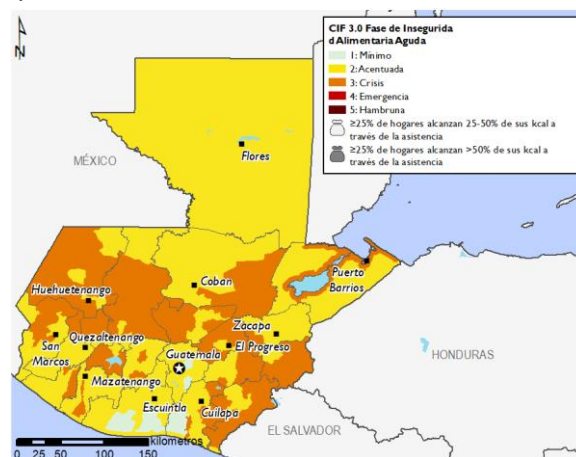 N
CIF 3.0 Fase de Insegurida
d Alimentaria Aguda
1: Mínimo
2: Acentuada
3: Crisis
4: Emergencia
5: Hambruna
≥25% de hogares alcanzan 25-50% de sus kcal a
través de la asistencia
≥25% de hogares alcanzan >50% de sus kcal a
través de la asistencia
MÉXICO
Flores
Coban
Puerto
Barrios
Huehuetenango
Zacapa
San
Marcos
Quezaltenango
Guatemala
El Progreso
HONDURAS
Mazatenango
Escuintla
Cuilapa
EL SALVADOR
kilometros
0 25 50 100 150